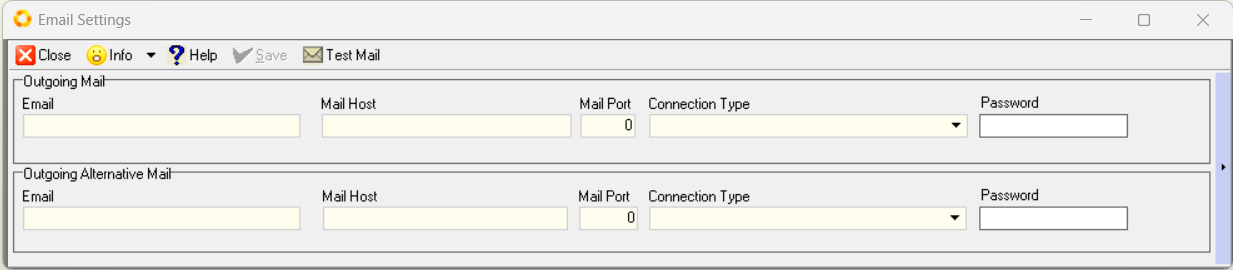 Email Settings
Close Info Help Save Test Mail
Outgoing Mail
Email Mail Host Mail Port Connection Type Password
0
Outgoing Alternative Mail
Email Mail Host Mail Port Connection Type Password
0